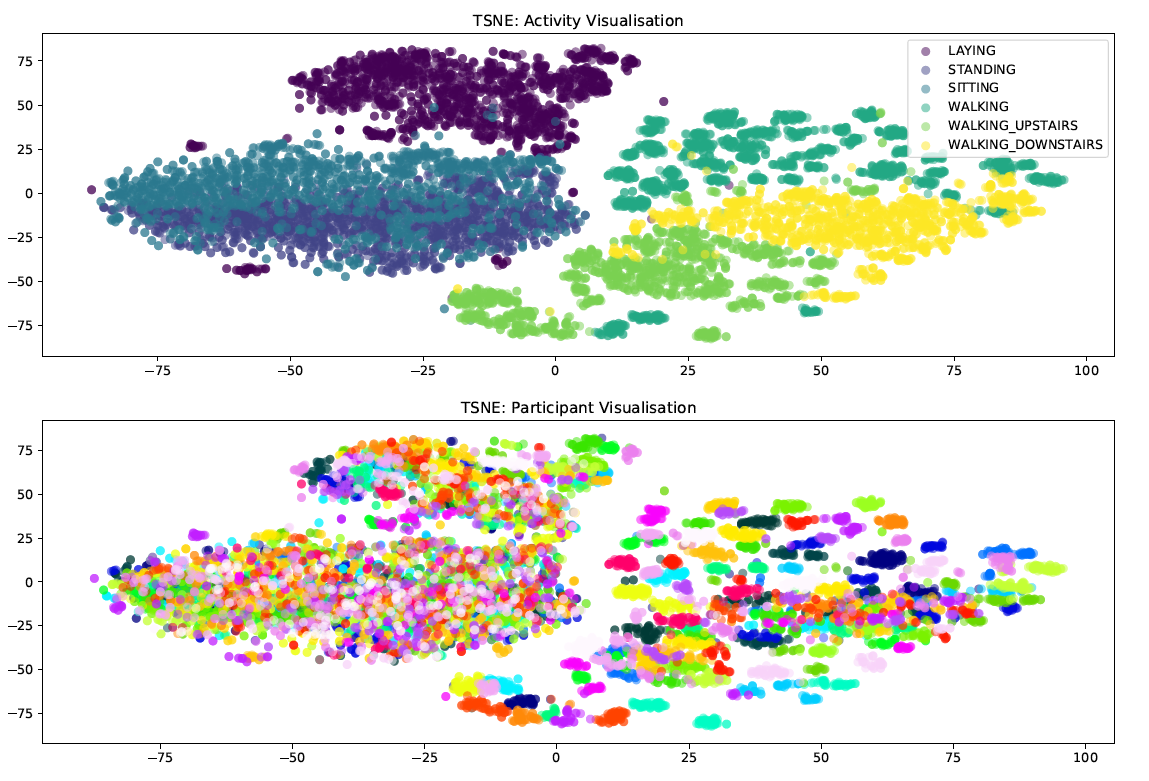 TSNE: Activity Visualisation
75
50
25
0
−25
−50
−75
LAYING
STANDING
SITTING
WALKING
WALKING_UPSTAIRS
WALKING_DOWNSTAIRS
−75 −50 −25 0 25 50 75 100
TSNE: Participant Visualisation
75
50
25
0
−25
−50
−75
−75 −50 −25 0 25 50 75 100